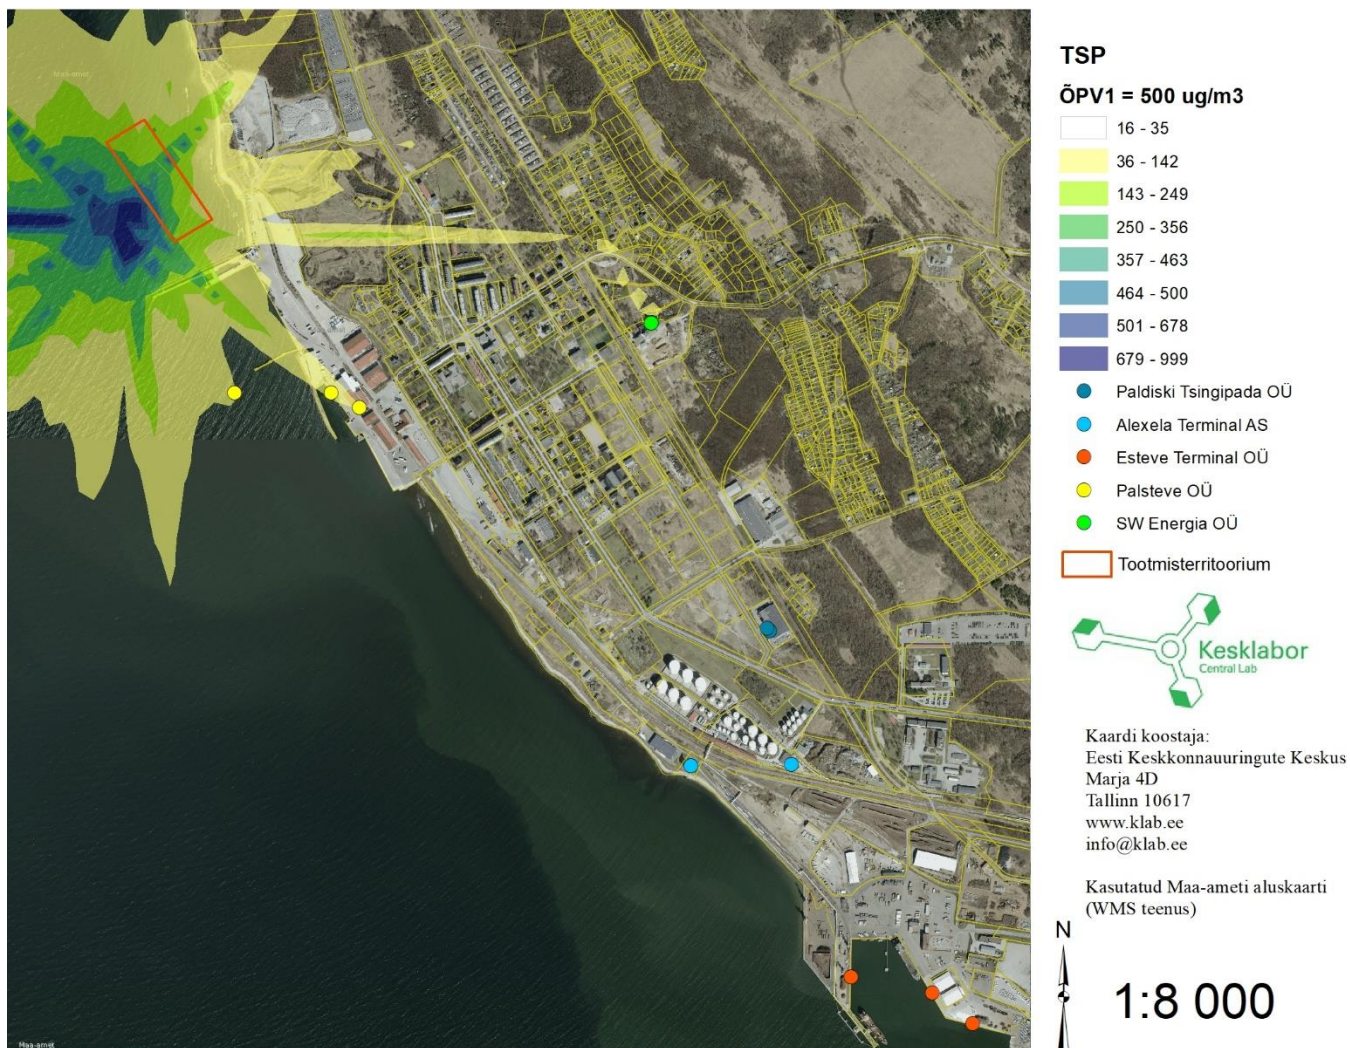 Maa-amet
TSP
ÕPV1 = 500 ug/m3
16 - 35
36 - 142
143 - 249
250 - 356
357 - 463
464 - 500
501 - 678
679 - 999
Paldiski Tsingipada OÜ
Alexela Terminal AS
Esteve Terminal OÜ
Palsteve OÜ
SW Energia OÜ
Tootmisterritoorium
Kesklabor
Central Lab
Kaardi koostaja:
Eesti Keskkonnauuringute Keskus
Marja 4D
Tallinn 10617
www.klab.ee
info@klab.ee
Kasutatud Maa-ameti aluskaarti
(WMS teenus)
N
1:8 000
Maa-amet